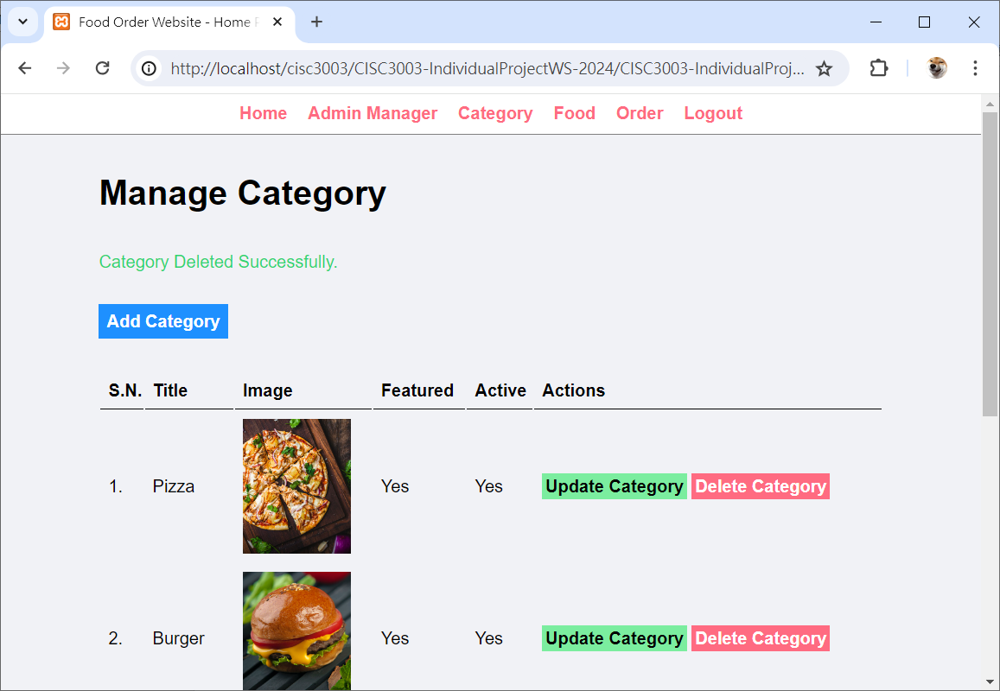 Food Order Website - Home
http://localhost/cisc3003/CISC3003-IndividualProjectWS-2024/CISC3003-IndividualProj...
Home Admin Manager Category Food Order Logout
Manage Category
Category Deleted Successfully.
Add Category
S.N. Title Image Featured Active Actions
1. Pizza Yes Yes Update Category Delete Category
2. Burger Yes Yes Update Category Delete Category